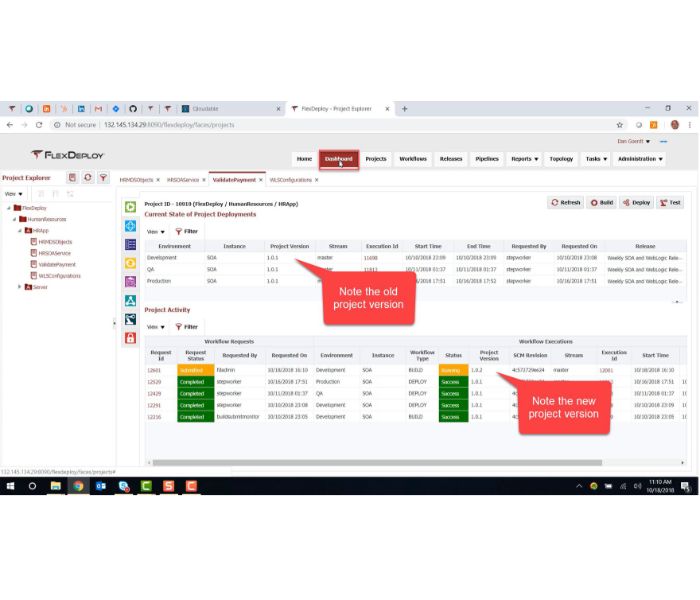 Cloudable
FlexDeploy - Project Explorer
Not secure | 132.145.134.29:8090/flexdeploy/faces/projects
Dan Goerdt
FLEXDEPLOY
Home Dashboard Projects Workflows Releases Pipelines Reports Topology Tasks Administration
Project Explorer
HRMDSObjects HRSOAService ValidatePayment WLSConfigurations
View
FlexDeploy
HumanResources
HRApp
HRMDSObjects
HRSOAService
ValidatePayment
WLSConfigurations
Server
Project ID - 10910 (FlexDeploy / HumanResources / HRApp)
Refresh Build Deploy Test
Current State of Project Deployments
View Filter
Environment Instance Project Version Stream Execution Id Start Time End Time Requested By Requested On Release
Development SOA 1.0.1 master 11690 10/10/2018 23:09 10/10/2018 23:09 stepworker 10/10/2018 23:08 Weekly SOA and WebLogic Rele...
QA SOA 1.0.1 master 11813 10/11/2018 01:37 10/11/2018 01:37 stepworker 10/11/2018 01:37 Weekly SOA and WebLogic Rele...
Production SOA 1.0.1 17:51 10/16/2018 17:52 stepworker 10/16/2018 17:51 Weekly SOA and WebLogic Rele...
Note the old
project version
Project Activity
View Filter
Workflow Requests Workflow Executions
Request Id Request Status Requested By Requested On Environment Instance Workflow Type Status Project Version SCM Revision Stream Execution Id Start Time
12601 Submitted fdadmin 10/18/2018 16:10 Development SOA BUILD Running 1.0.2 4c572729ee24 master 12081 10/18/2018 16:10
12529 Completed stepworker 10/16/2018 17:51 Production SOA DEPLOY Success 1.0.1 10/16/2018 17:51
12429 Completed stepworker 10/11/2018 01:37 QA SOA DEPLOY Success 1.0.1 10/11/2018 01:37
12291 Completed stepworker 10/10/2018 23:08 Development SOA DEPLOY Success 1.0.1 10/10/2018 23:09
12216 Completed buildsubmitmonitor 10/10/2018 23:05 Development SOA BUILD Success 1.0.1 10/10/2018 23:05
Note the new
project version
132.145.134.29:8090/flexdeploy/faces/projects#
11:10 AM
10/18/2018